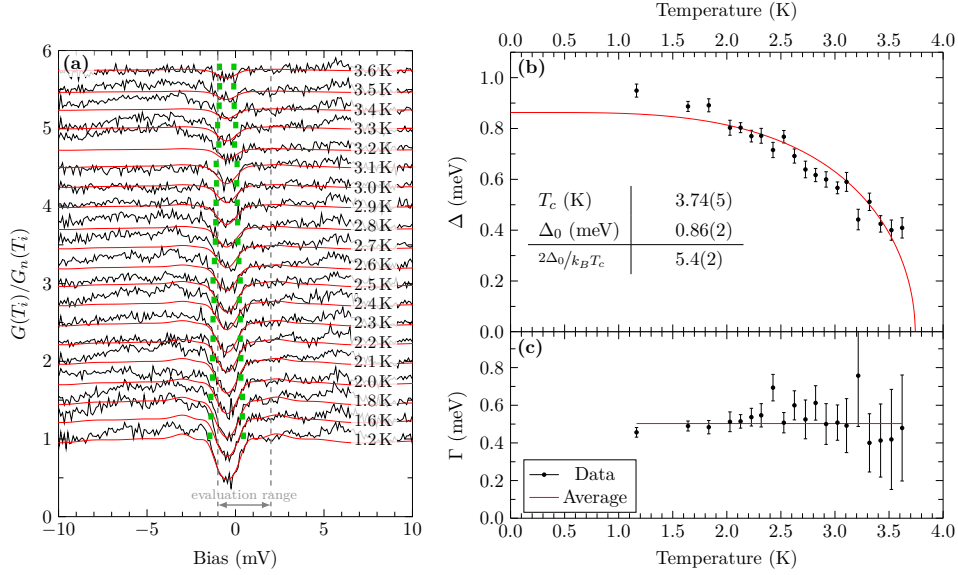 Temperature (K)
0.0 0.5 1.0 1.5 2.0 2.5 3.0 3.5 4.0
6
5
4
3
2
1
G(T_i)/G_n(T_i)
(a)
3.6 K
3.5 K
3.4 K
3.3 K
3.2 K
3.1 K
3.0 K
2.9 K
2.8 K
2.7 K
2.6 K
2.5 K
2.4 K
2.3 K
2.2 K
2.1 K
2.0 K
1.8 K
1.6 K
1.2 K
evaluation range
−10 −5 0 5 10
Bias (mV)
(b)
1.0
0.8
0.6
0.4
0.2
0.0
Δ (meV)
T_c (K) 3.74(5)
Δ_0 (meV) 0.86(2)
2Δ_0/k_BT_c 5.4(2)
(c)
0.8
0.6
0.4
0.2
0.0
Γ (meV)
Data
Average
0.0 0.5 1.0 1.5 2.0 2.5 3.0 3.5 4.0
Temperature (K)